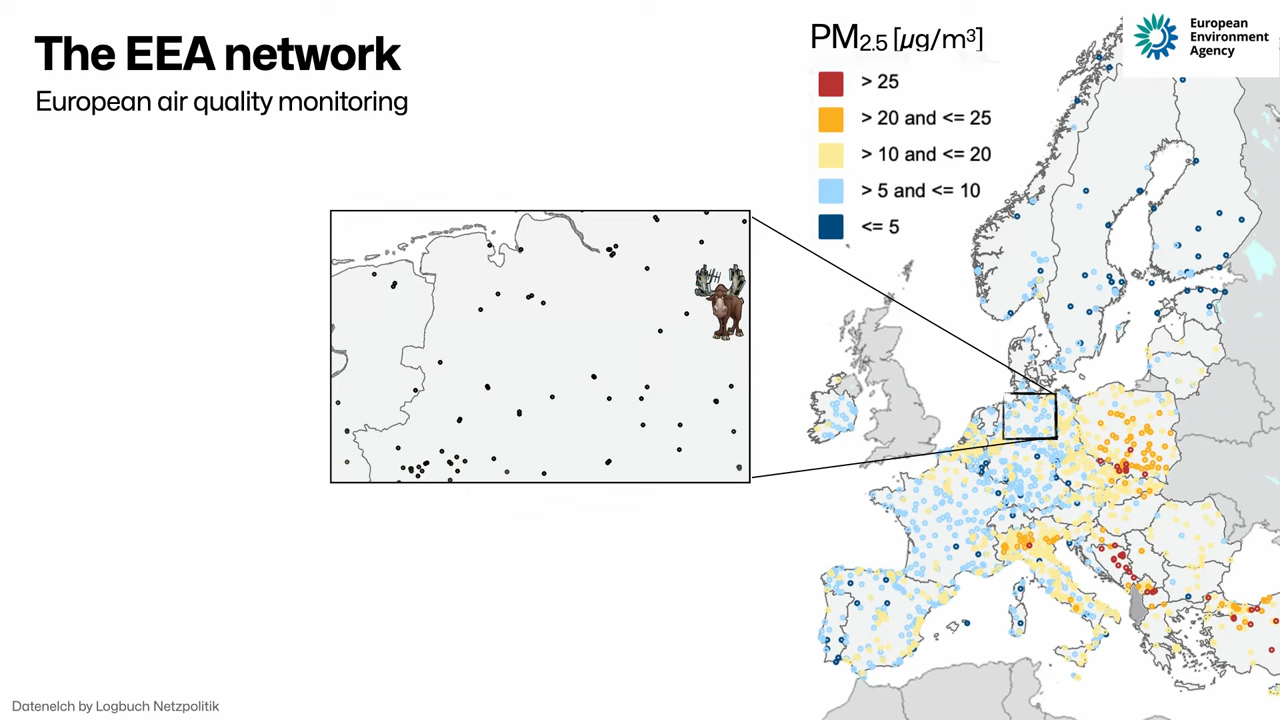 The EEA network
European air quality monitoring
PM2.5 [µg/m³]
> 25
> 20 and <= 25
> 10 and <= 20
> 5 and <= 10
<= 5
European
Environment
Agency
Datenelch by Logbuch Netzpolitik